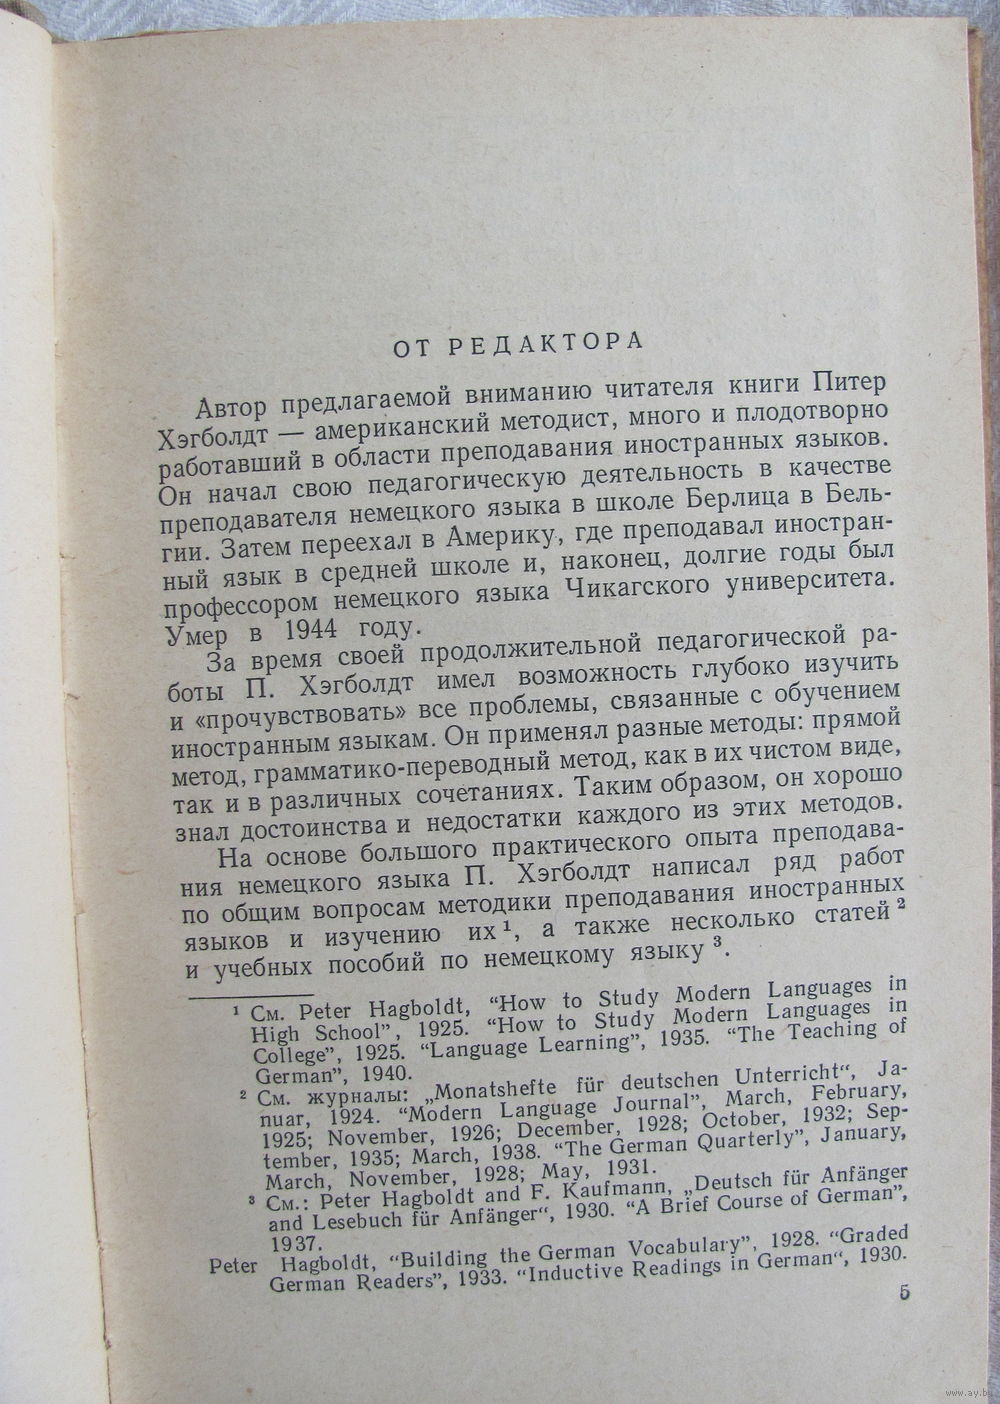 ОТ РЕДАКТОРА
Автор предлагаемой вниманию читателя книги Питер
Хэгболдт — американский методист, много и плодотворно
работавший в области преподавания иностранных языков.
Он начал свою педагогическую деятельность в качестве
преподавателя немецкого языка в школе Берлица в Бель-
гии. Затем переехал в Америку, где преподавал иностран-
ный язык в средней школе и, наконец, долгие годы был
профессором немецкого языка Чикагского университета.
Умер в 1944 году.
За время своей продолжительной педагогической ра-
боты П. Хэгболдт имел возможность глубоко изучить
и «прочувствовать» все проблемы, связанные с обучением
иностранным языкам. Он применял разные методы: прямой
метод, грамматико-переводный метод, как в их чистом виде,
так и в различных сочетаниях. Таким образом, он хорошо
знал достоинства и недостатки каждого из этих методов.
На основе большого практического опыта преподава-
ния немецкого языка П. Хэгболдт написал ряд работ
по общим вопросам методики преподавания иностранных
языков и изучению их¹, а также несколько статей²
и учебных пособий по немецкому языку³.
¹ См. Peter Hagboldt, “How to Study Modern Languages in
High School”, 1925. “How to Study Modern Languages in
College”, 1925. “Language Learning”, 1935. “The Teaching of
German”, 1940.
² См. журналы: „Monatshefte für deutschen Unterricht“, Ja-
nuar, 1924. “Modern Language Journal”, March, February,
1925; November, 1926; December, 1928; October, 1932; Sep-
tember, 1935; March, 1938. “The German Quarterly”, January,
March, November, 1928; May, 1931.
³ См.: Peter Hagboldt and F. Kaufmann, „Deutsch für Anfänger
and Lesebuch für Anfänger“, 1930. “A Brief Course of German”,
1937.
Peter Hagboldt, “Building the German Vocabulary”, 1928. “Graded
German Readers”, 1933. “Inductive Readings in German“, 1930.
5
www.ay.by